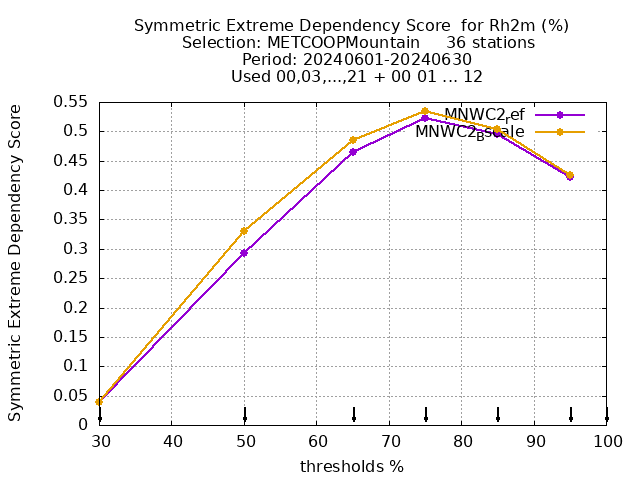 Symmetric Extreme Dependency Score for Rh2m (%)
Selection: METCOOPMountain 36 stations
Period: 20240601-20240630
Used 00,03,...,21 + 00 01 ... 12
Symmetric Extreme Dependency Score
0.55
0.5
0.45
0.4
0.35
0.3
0.25
0.2
0.15
0.1
0.05
0
MNWC2ref
MNWC2Bscale
30 40 50 60 70 80 90 100
thresholds %